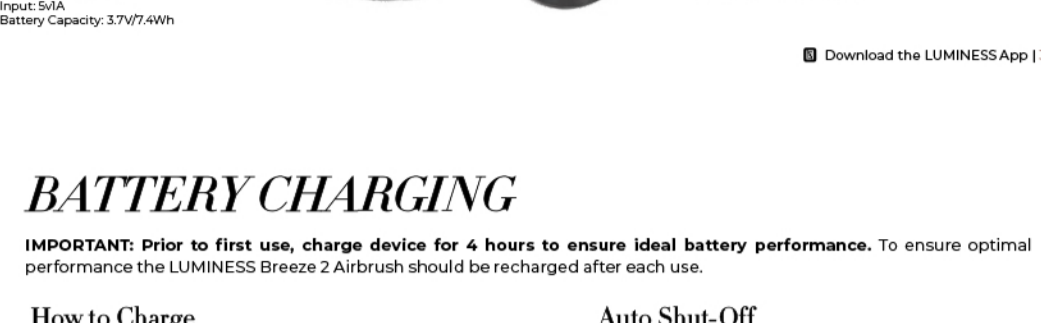 Input: 5v1A
Battery Capacity: 3.7V/7.4Wh
Download the LUMINESS App |
BATTERY CHARGING
IMPORTANT: Prior to first use, charge device for 4 hours to ensure ideal battery performance. To ensure optimal
performance the LUMINESS Breeze 2 Airbrush should be recharged after each use.
How to Charge
Auto Shut-Off